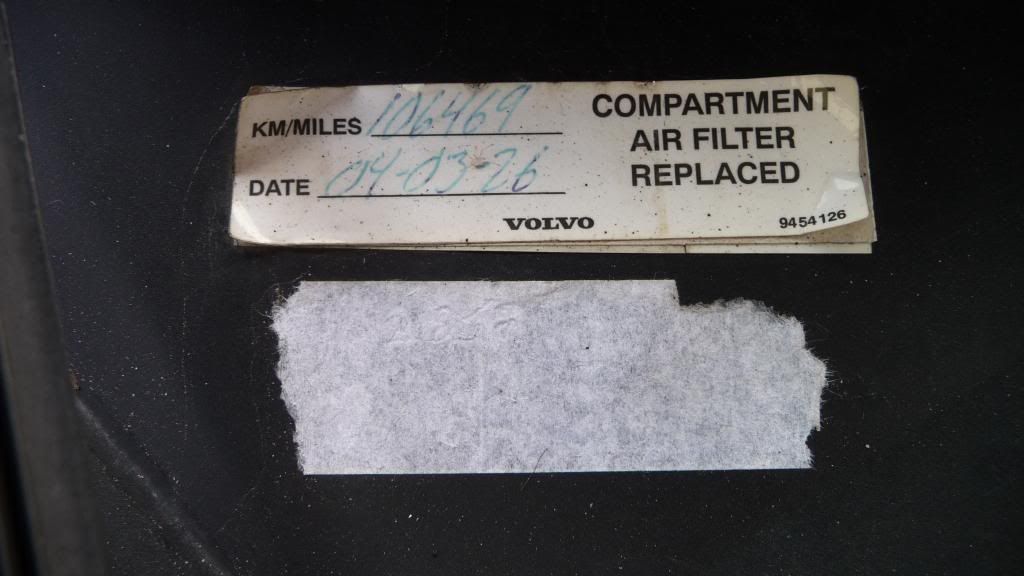 KM/MILES 106469
DATE 04-03-26
COMPARTMENT
AIR FILTER
REPLACED
VOLVO
9454126